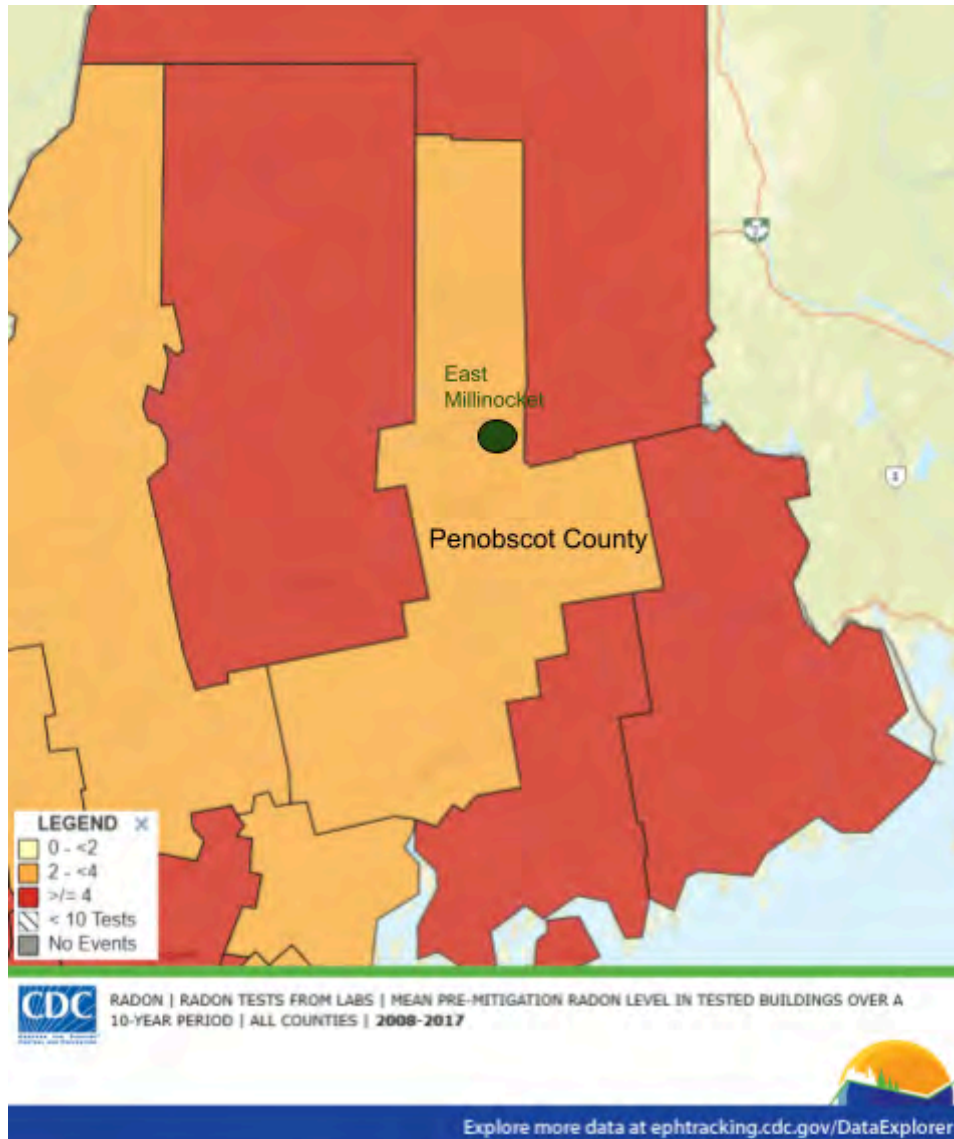 East
Millinocket
Penobscot County
LEGEND X
0 - <2
2 - <4
>/= 4
< 10 Tests
No Events
CDC
RADON | RADON TESTS FROM LABS | MEAN PRE-MITIGATION RADON LEVEL IN TESTED BUILDINGS OVER A
10-YEAR PERIOD | ALL COUNTIES | 2008-2017
Explore more data at ephtracking.cdc.gov/DataExplorer